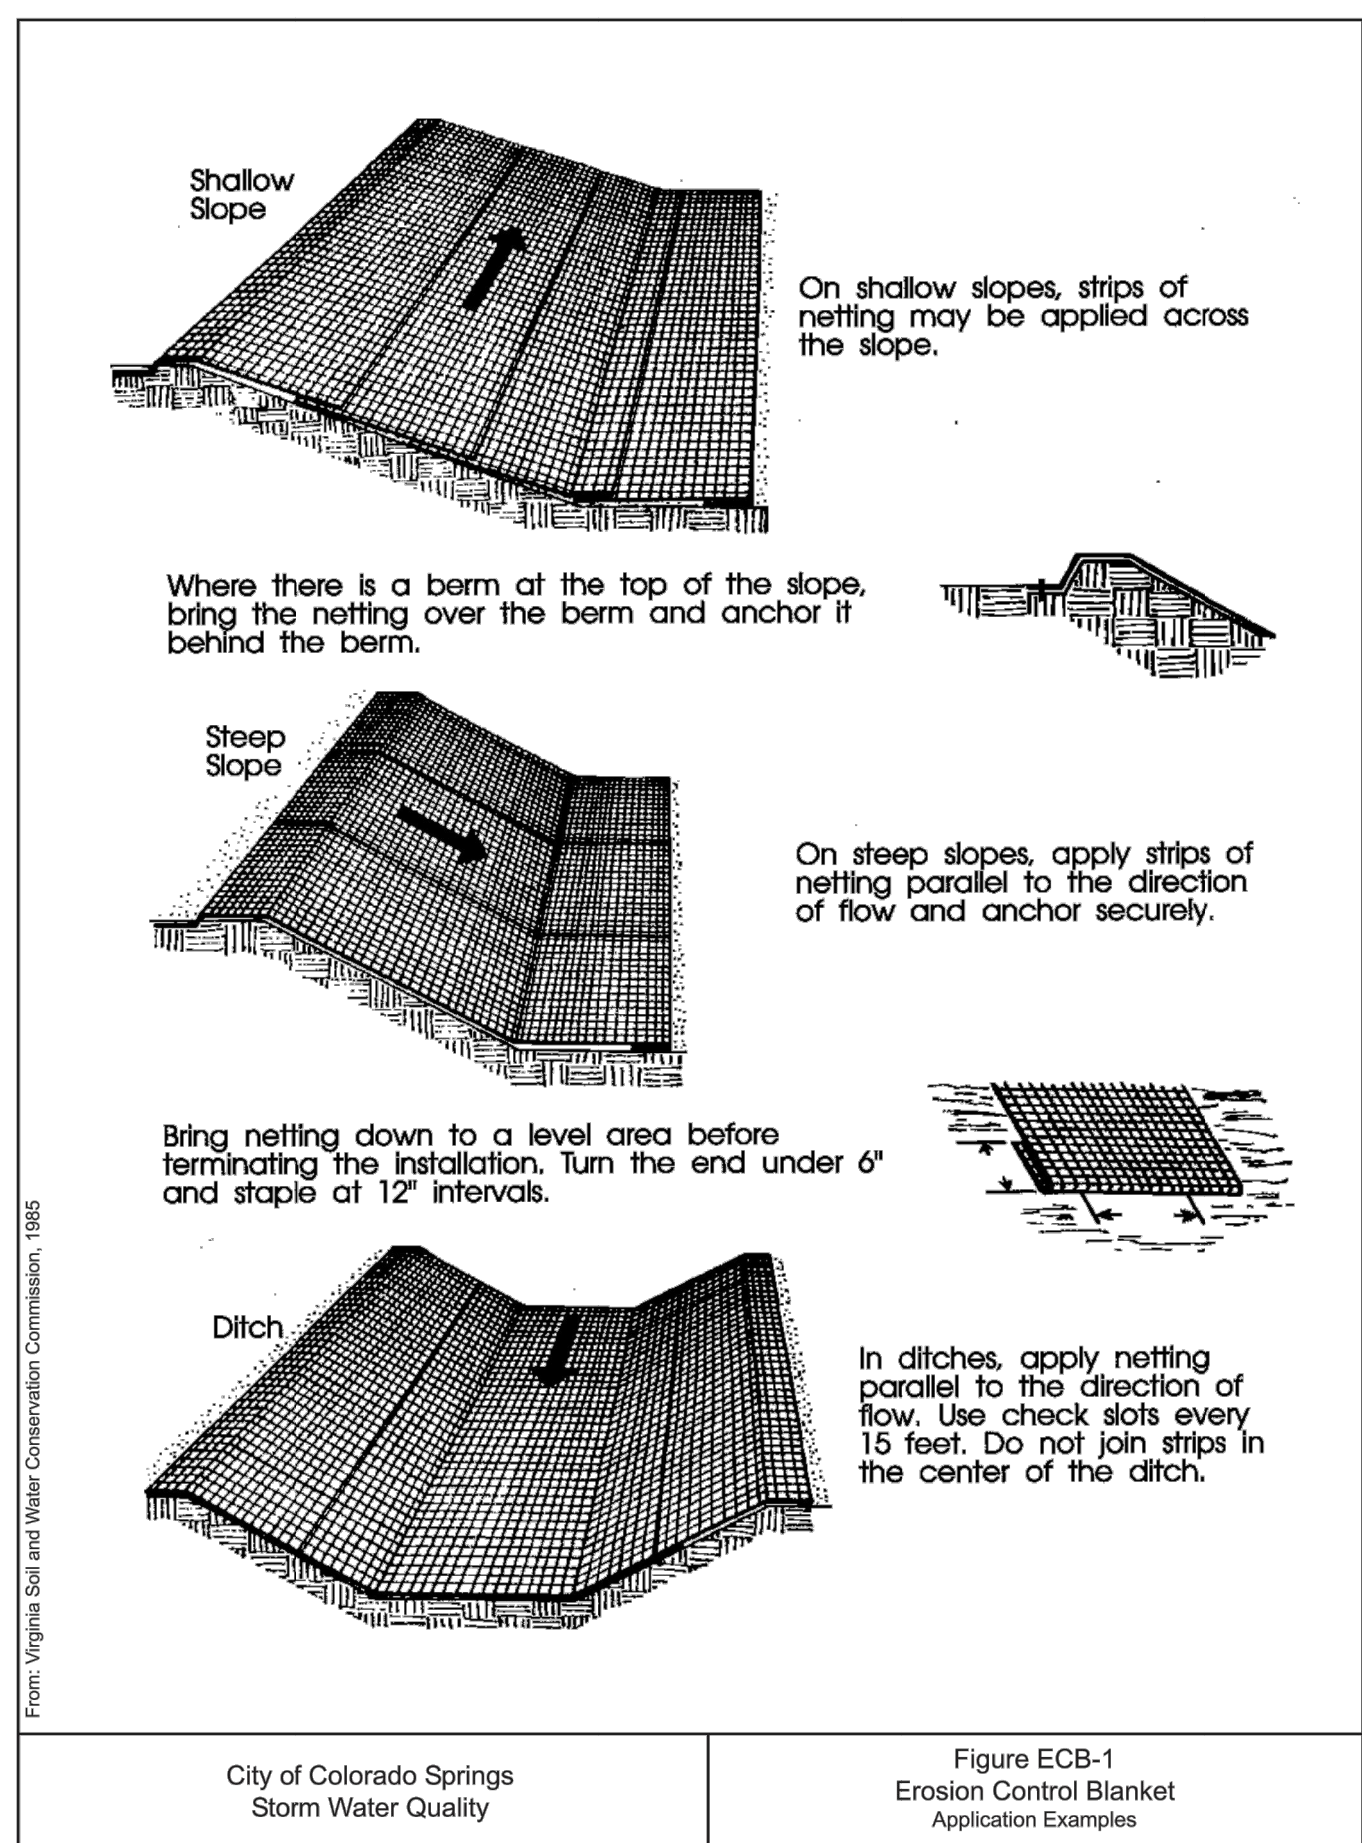 Shallow
Slope
On shallow slopes, strips of
netting may be applied across
the slope.
Where there is a berm at the top of the slope,
bring the netting over the berm and anchor it
behind the berm.
Steep
Slope
On steep slopes, apply strips of
netting parallel to the direction
of flow and anchor securely.
Bring netting down to a level area before
terminating the installation. Turn the end under 6"
and staple at 12" intervals.
Ditch
In ditches, apply netting
parallel to the direction of
flow. Use check slots every
15 feet. Do not join strips in
the center of the ditch.
From: Virginia Soil and Water Conservation Commission, 1985
City of Colorado Springs
Storm Water Quality
Figure ECB-1
Erosion Control Blanket
Application Examples